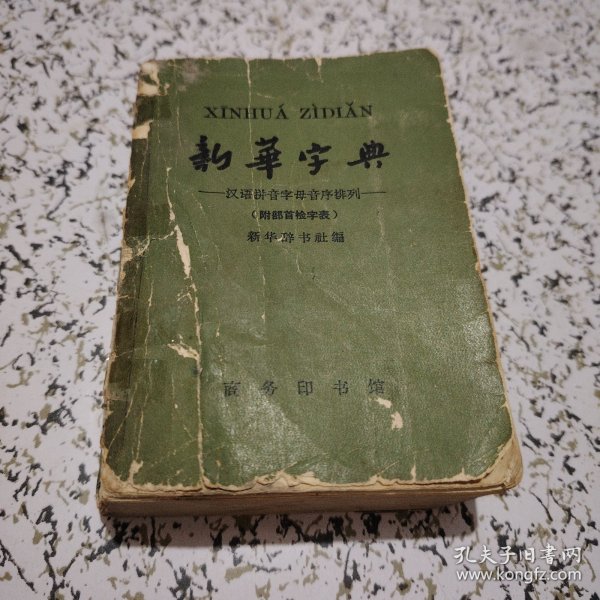 XĪNHUÁ ZÌDIǍN
新華字典
——汉语拼音字母音序排列——
(附部首检字表)
新华辞书社编
商务印书馆
孔夫子旧书网
www.kongfz.com